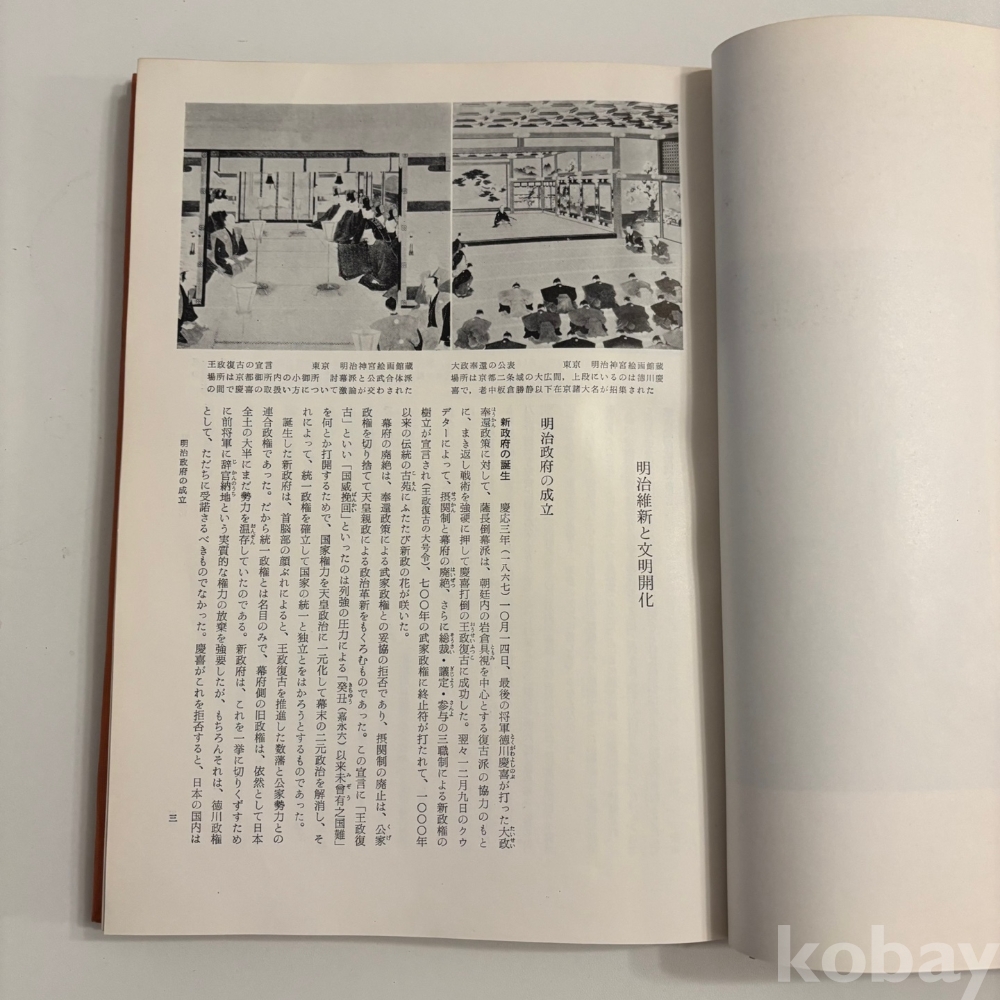 大政奉還の公表　　　東京　明治神宮絵画館蔵
場所は京都二条城の大広間，上段にいるのは徳川慶
喜で，老中板倉勝静以下在京諸大名が招集された
王政復古の宣言　　　東京　明治神宮絵画館蔵
場所は京都御所内の小御所　討幕派と公武合体派
の間で慶喜の取扱い方について激論が交わされた
明治維新と文明開化
明治政府の成立
新政府の誕生　慶応三年（一八六七）一〇月一四日、最後の将軍徳川慶喜が打った大政
奉還政策に対して、薩長倒幕派は、朝廷内の岩倉具視を中心とする復古派の協力のもと
に、まき返し戦術を強硬に押して慶喜打倒の王政復古に成功した。翌々一二月九日のクウ
デターによって、摂関制と幕府の廃絶、さらに総裁・議定・参与の三職制による新政権の
樹立が宣言され（王政復古の大号令）、七〇〇年の武家政権に終止符が打たれて、一〇〇〇年
以来の伝統の古苑にふたたび新政の花が咲いた。
幕府の廃絶は、奉還政策による武家政権との妥協の拒否であり、摂関制の廃止は、公家
政権を切り捨てて天皇親政による政治革新をもくろむものであった。この宣言に「王政復
古」といい「国威挽回」といったのは列強の圧力による「癸丑（嘉永六）以来未曾有之国難」
を何とか打開するためで、国家権力を天皇政治に一元化して幕末の二元政治を解消し、そ
れによって、統一政権を確立して国家の統一と独立とをはかろうとするものであった。
誕生した新政府は、首脳部の顔ぶれによると、王政復古を推進した数藩と公家勢力との
連合政権であった。だから統一政権とは名目のみで、幕府側の旧政権は、依然として日本
全土の大半にまだ勢力を温存していたのである。新政府は、これを一挙に切りくずすため
に前将軍に辞官納地という実質的な権力の放棄を強要したが、もちろんそれは、徳川政権
として、ただちに受諾さるべきものでなかった。慶喜がこれを拒否すると、日本の国内は
明治政府の成立
三
kobay